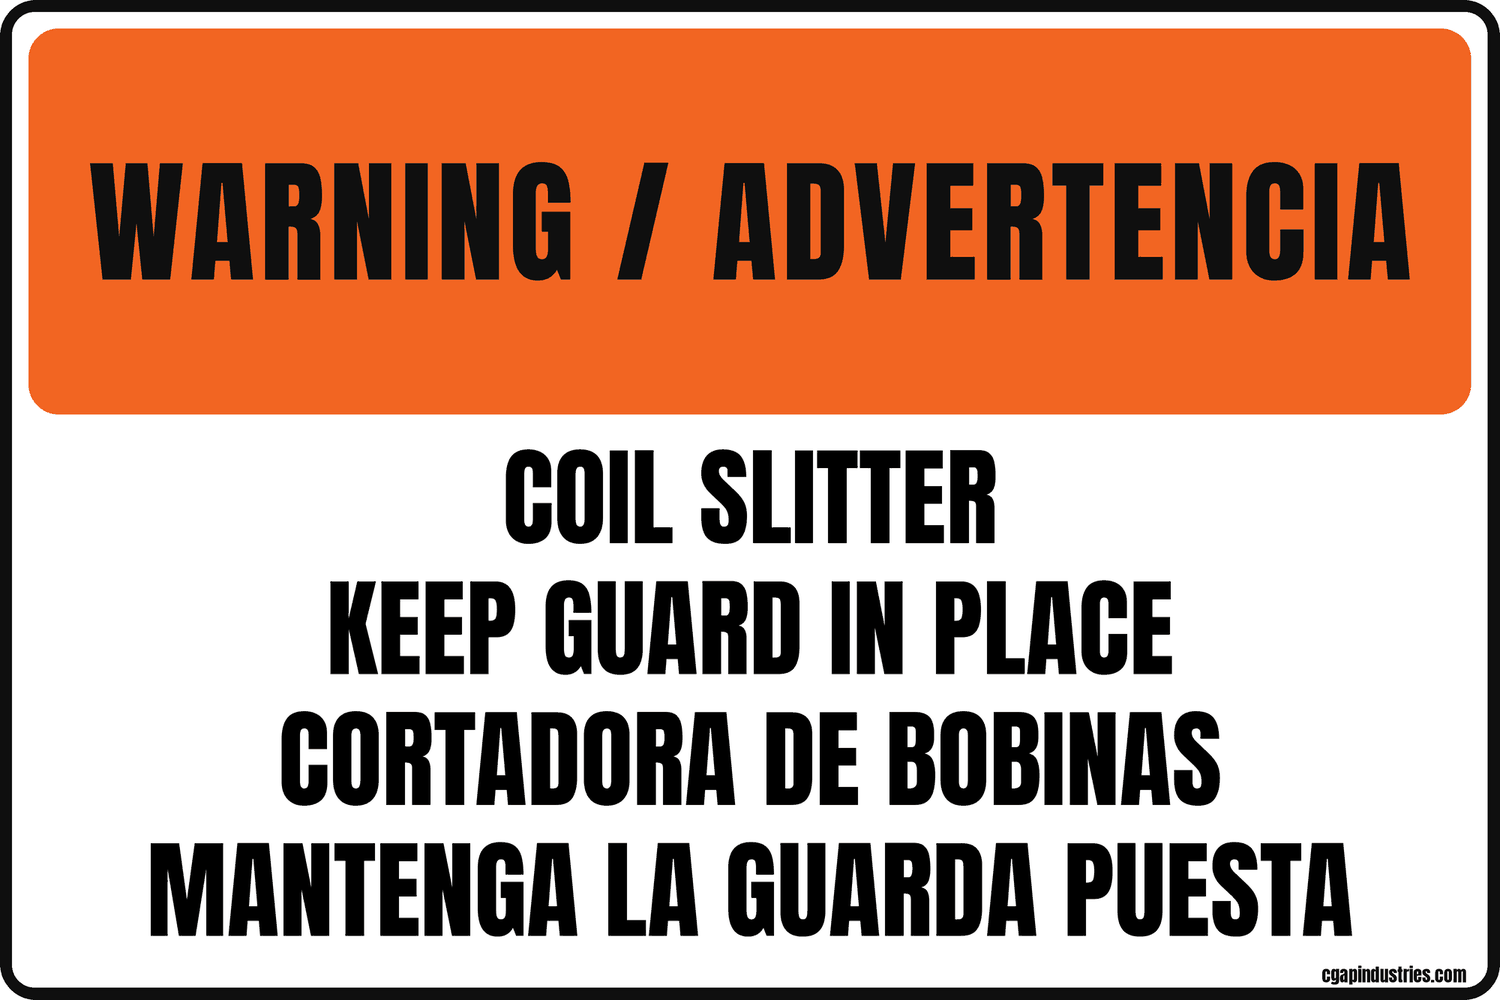 WARNING / ADVERTENCIA
COIL SLITTER
KEEP GUARD IN PLACE
CORTADORA DE BOBINAS
MANTENGA LA GUARDA PUESTA
cgapindustries.com